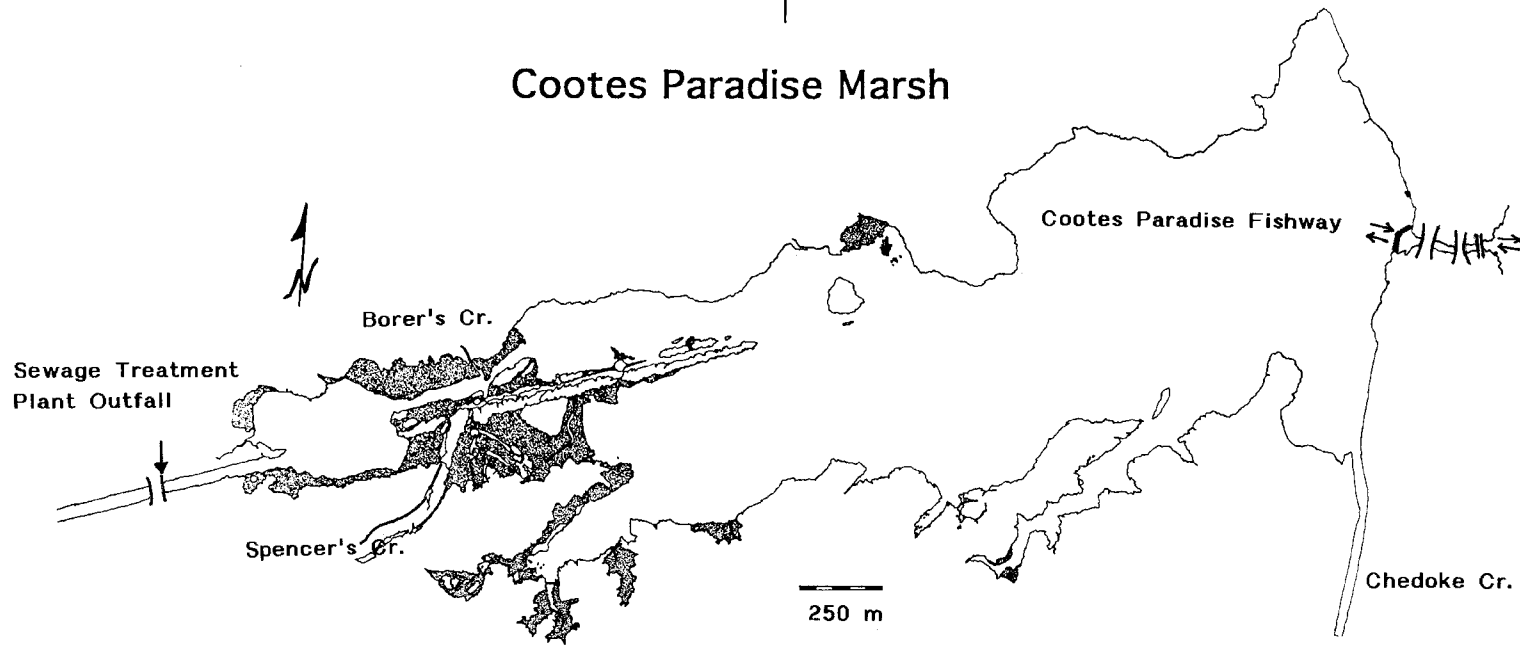 Cootes Paradise Marsh
Cootes Paradise Fishway
N
Borer's Cr.
Sewage Treatment
Plant Outfall
Spencer's Cr.
250 m
Chedoke Cr.